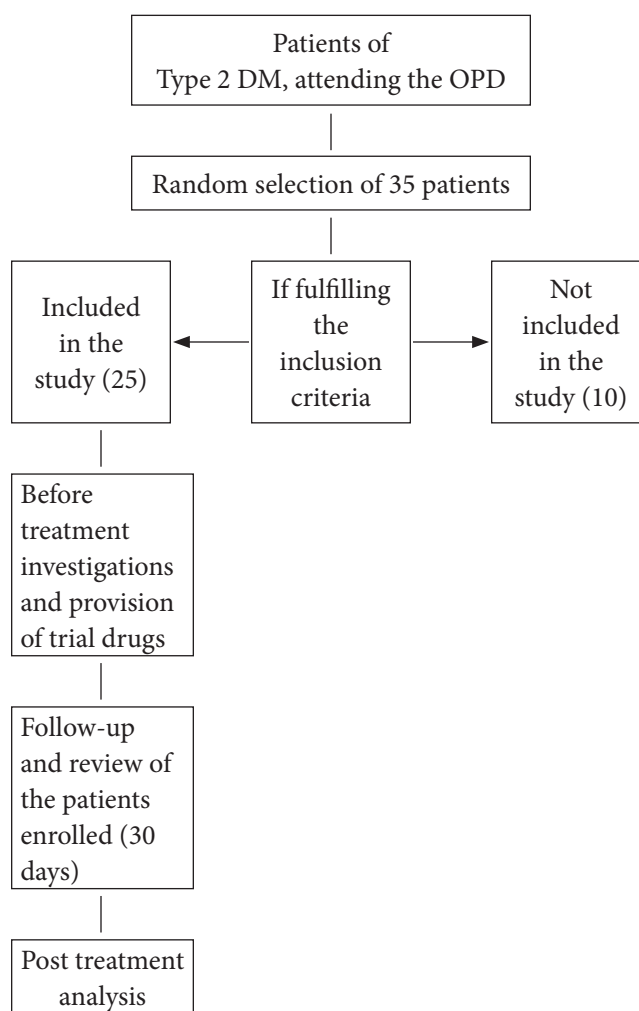 Patients of
Type 2 DM, attending the OPD
Random selection of 35 patients
Included
in the
study (25)
If fulfilling
the
inclusion
criteria
Not
included
in the
study (10)
Before
treatment
investigations
and provision
of trial drugs
Follow-up
and review of
the patients
enrolled (30
days)
Post treatment
analysis